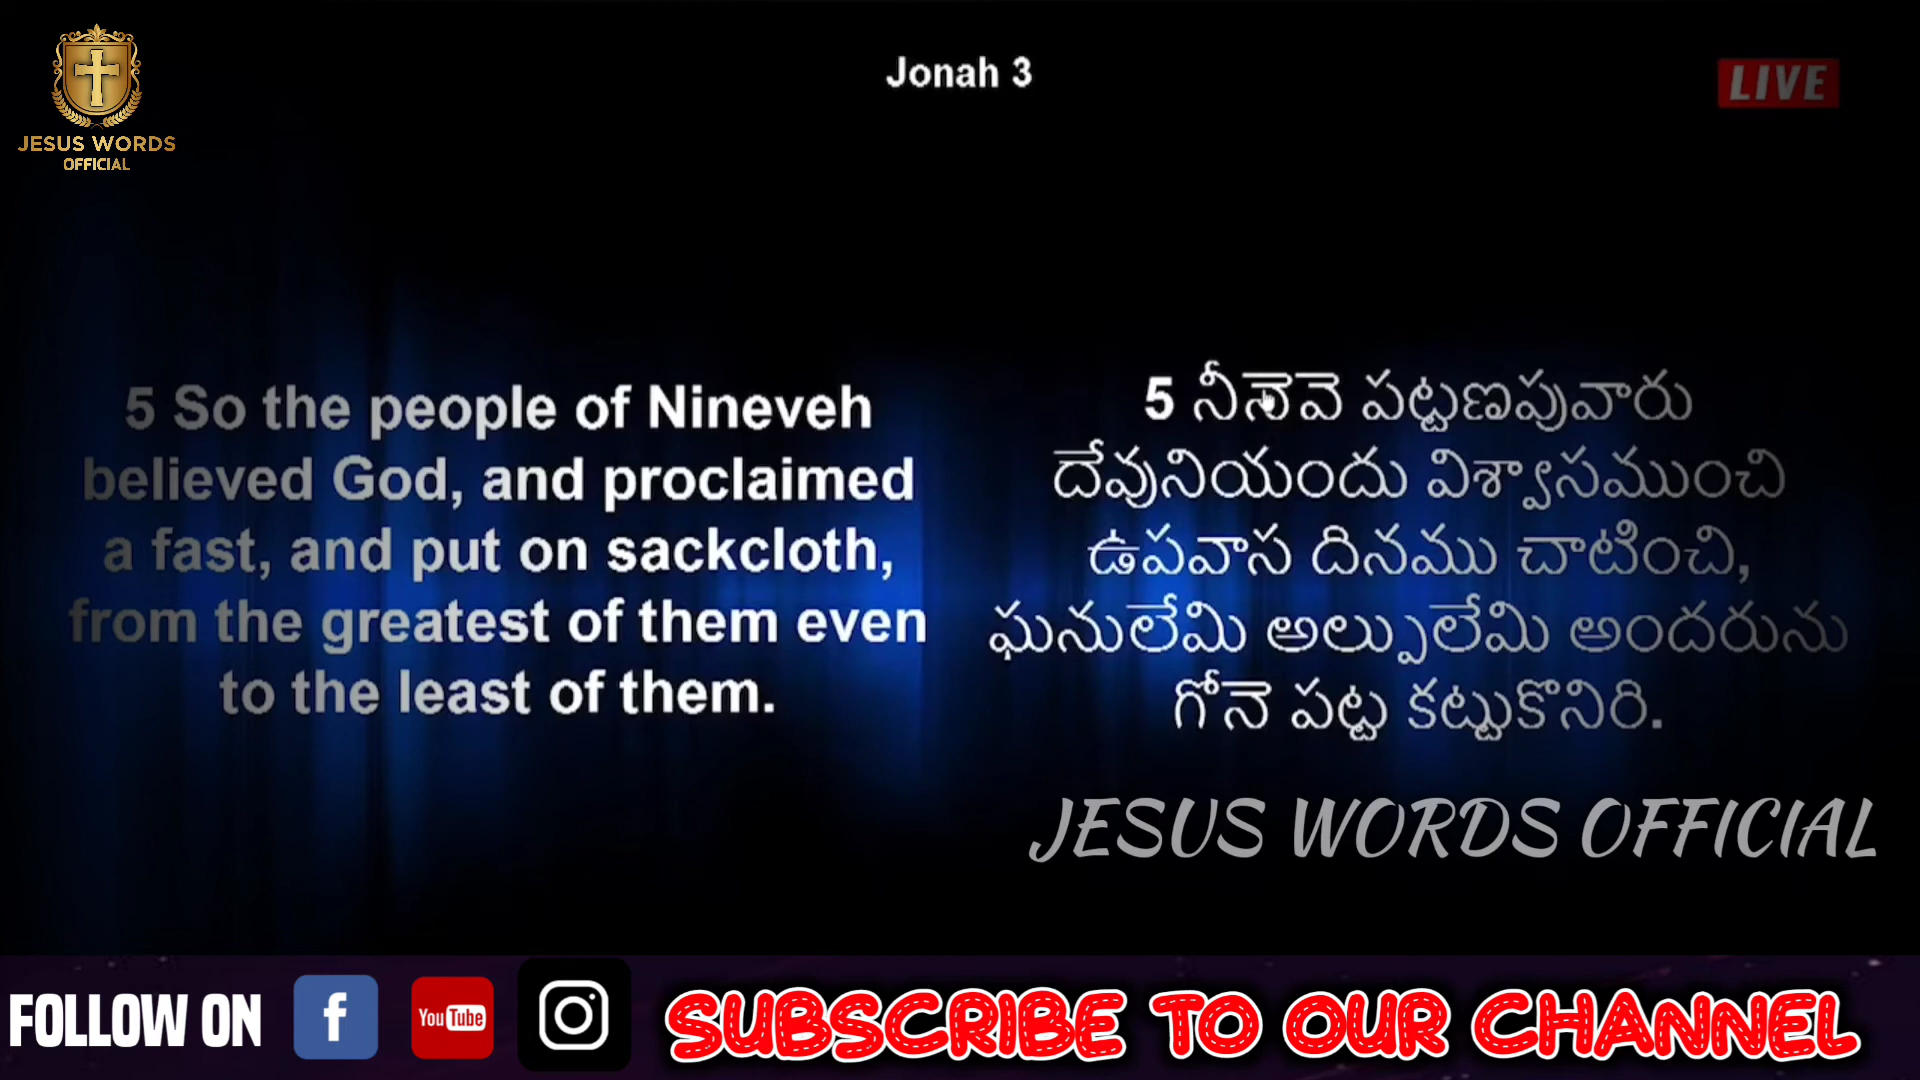 JESUS WORDS
OFFICIAL
Jonah 3
LIVE
5 So the people of Nineveh
believed God, and proclaimed
a fast, and put on sackcloth,
from the greatest of them even
to the least of them.
5 నీనెవె పట్టణపువారు
దేవునియందు విశ్వాసముంచి
ఉపవాస దినము చాటించి,
ఘనులేమి అల్పులేమి అందరును
గోనె పట్ట కట్టుకొనిరి.
JESUS WORDS OFFICIAL
FOLLOW ON
f
YouTube
SUBSCRIBE TO OUR CHANNEL